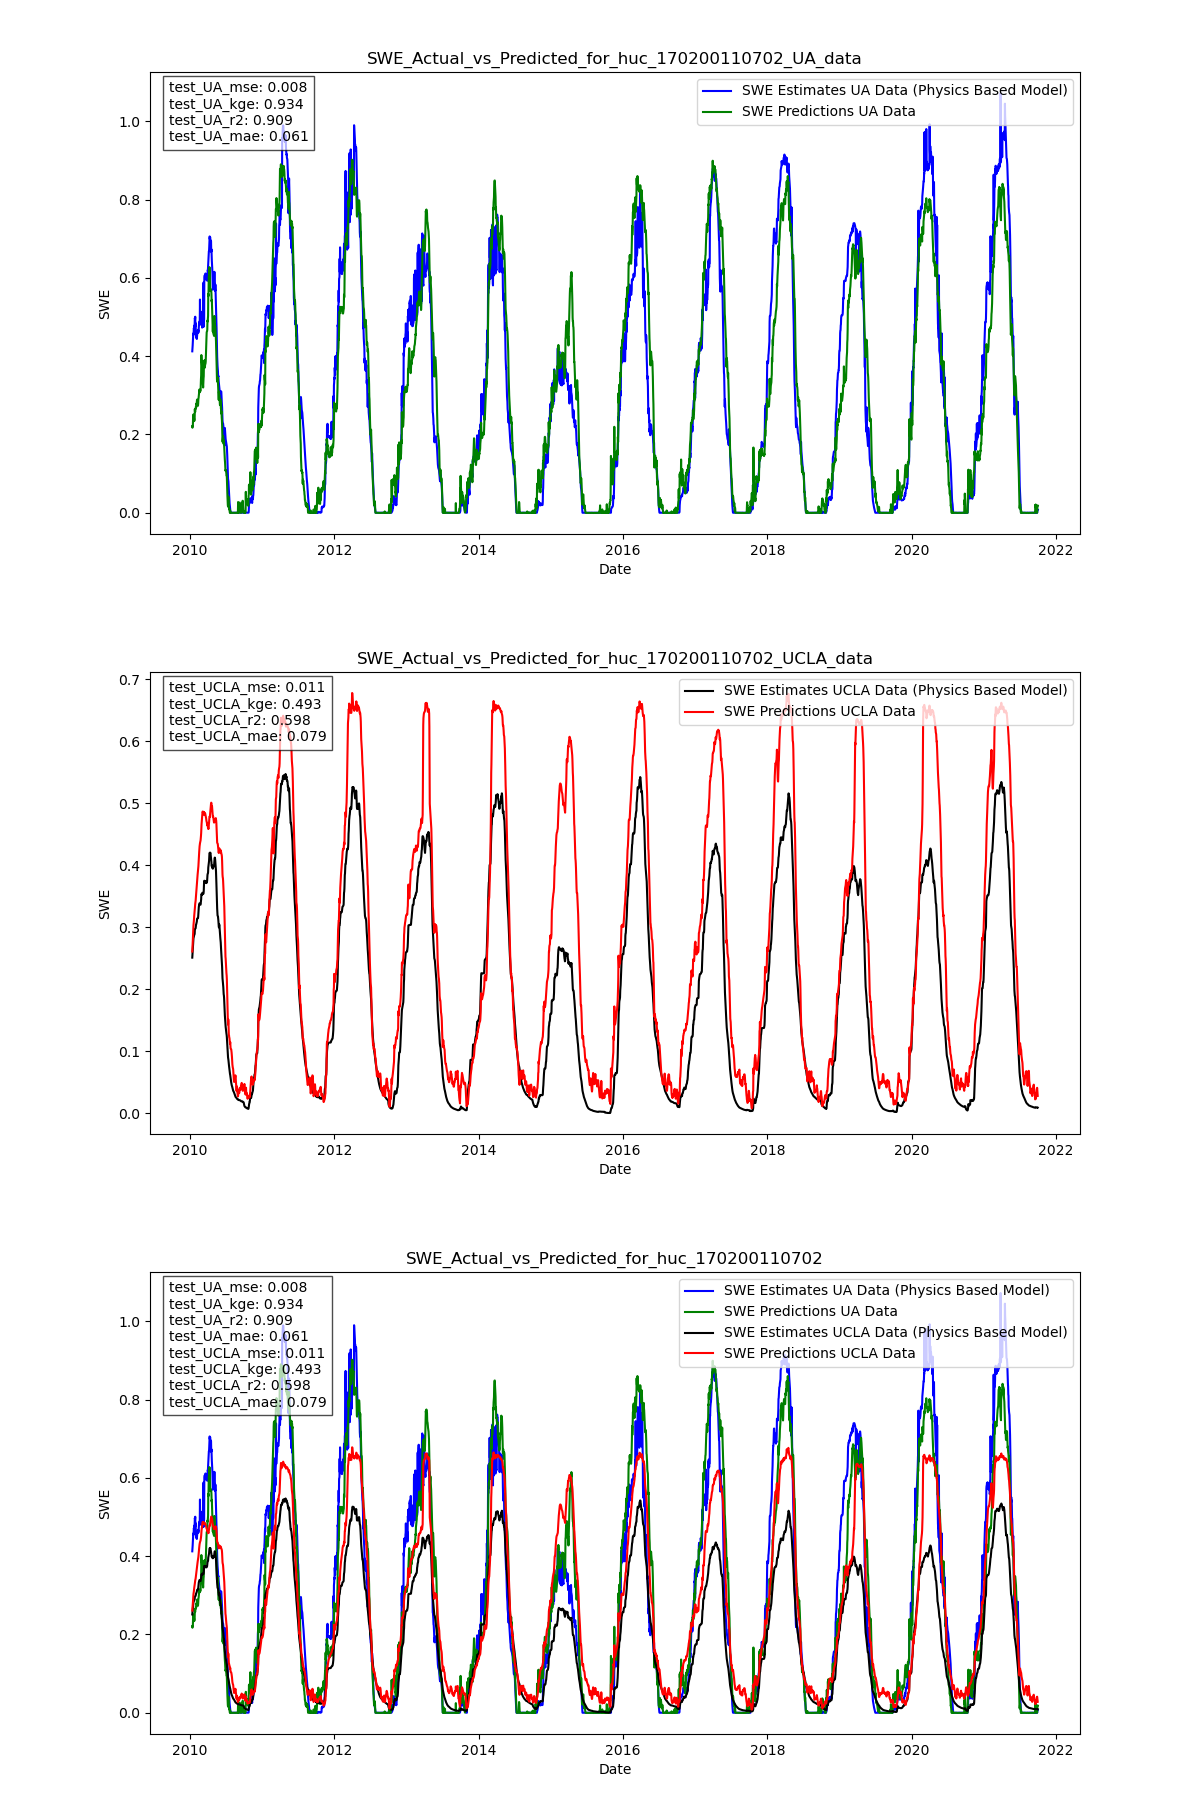 SWE_Actual_vs_Predicted_for_huc_170200110702_UA_data
test_UA_mse: 0.008
test_UA_kge: 0.934
test_UA_r2: 0.909
test_UA_mae: 0.061
SWE Estimates UA Data (Physics Based Model)
SWE Predictions UA Data
SWE
1.0
0.8
0.6
0.4
0.2
0.0
2010 2012 2014 2016 2018 2020 2022
Date
SWE_Actual_vs_Predicted_for_huc_170200110702_UCLA_data
test_UCLA_mse: 0.011
test_UCLA_kge: 0.493
test_UCLA_r2: 0.598
test_UCLA_mae: 0.079
SWE Estimates UCLA Data (Physics Based Model)
SWE Predictions UCLA Data
SWE
0.7
0.6
0.5
0.4
0.3
0.2
0.1
0.0
2010 2012 2014 2016 2018 2020 2022
Date
SWE_Actual_vs_Predicted_for_huc_170200110702
test_UA_mse: 0.008
test_UA_kge: 0.934
test_UA_r2: 0.909
test_UA_mae: 0.061
test_UCLA_mse: 0.011
test_UCLA_kge: 0.493
test_UCLA_r2: 0.598
test_UCLA_mae: 0.079
SWE Estimates UA Data (Physics Based Model)
SWE Predictions UA Data
SWE Estimates UCLA Data (Physics Based Model)
SWE Predictions UCLA Data
SWE
1.0
0.8
0.6
0.4
0.2
0.0
2010 2012 2014 2016 2018 2020 2022
Date